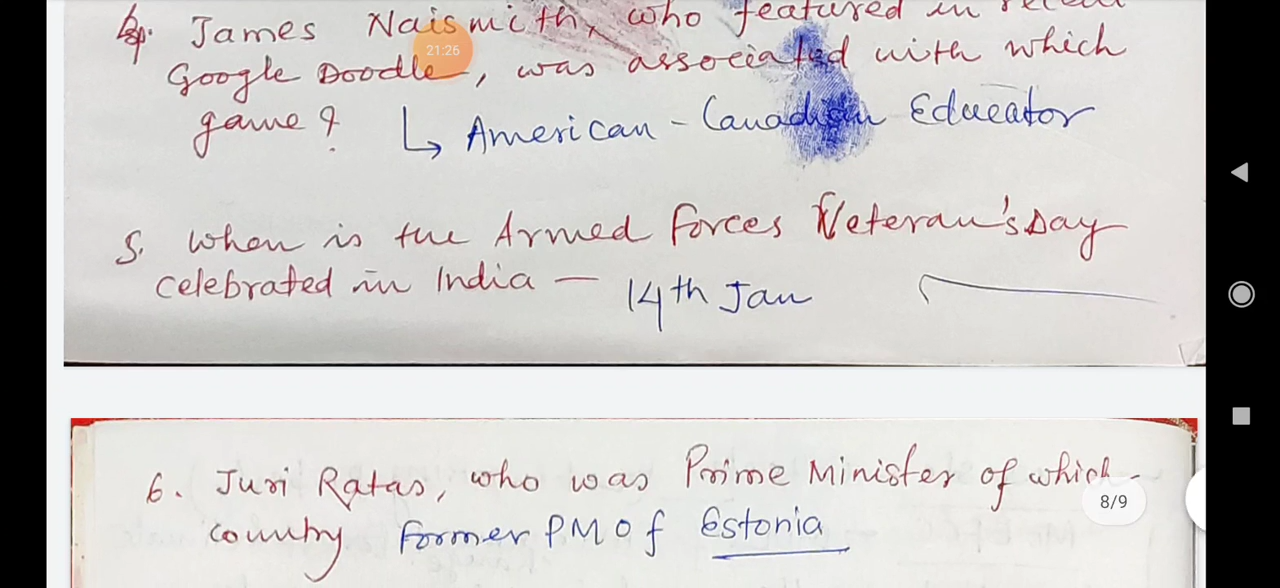 James Naismith, who featured in recent
21:26
Google Doodle, was associated with which
game?
↳ American - Canadian Educator
5. When is the Armed Forces Veteran's Day
celebrated in India — 14th Jan
6. Juri Ratas, who was Prime Minister of which
8/9
country Former PM of Estonia